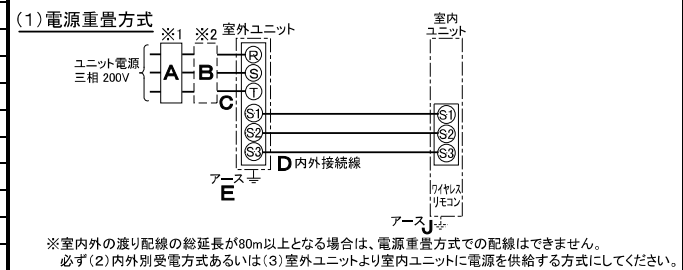 (1)電源重畳方式
※1 ※2 室外ユニット
室内
ユニット
ユニット電源
三相 200V
A B
C
R
S
T
S1
S2
S3
S1
S2
S3
D 内外接続線
アース
E
ワイヤレス
リモコン
アース J
※室内外の渡り配線の総延長が80m以上となる場合は、電源重畳方式での配線はできません。
必ず(2)内外別受電方式あるいは(3)室外ユニットより室内ユニットに電源を供給する方式にしてください。